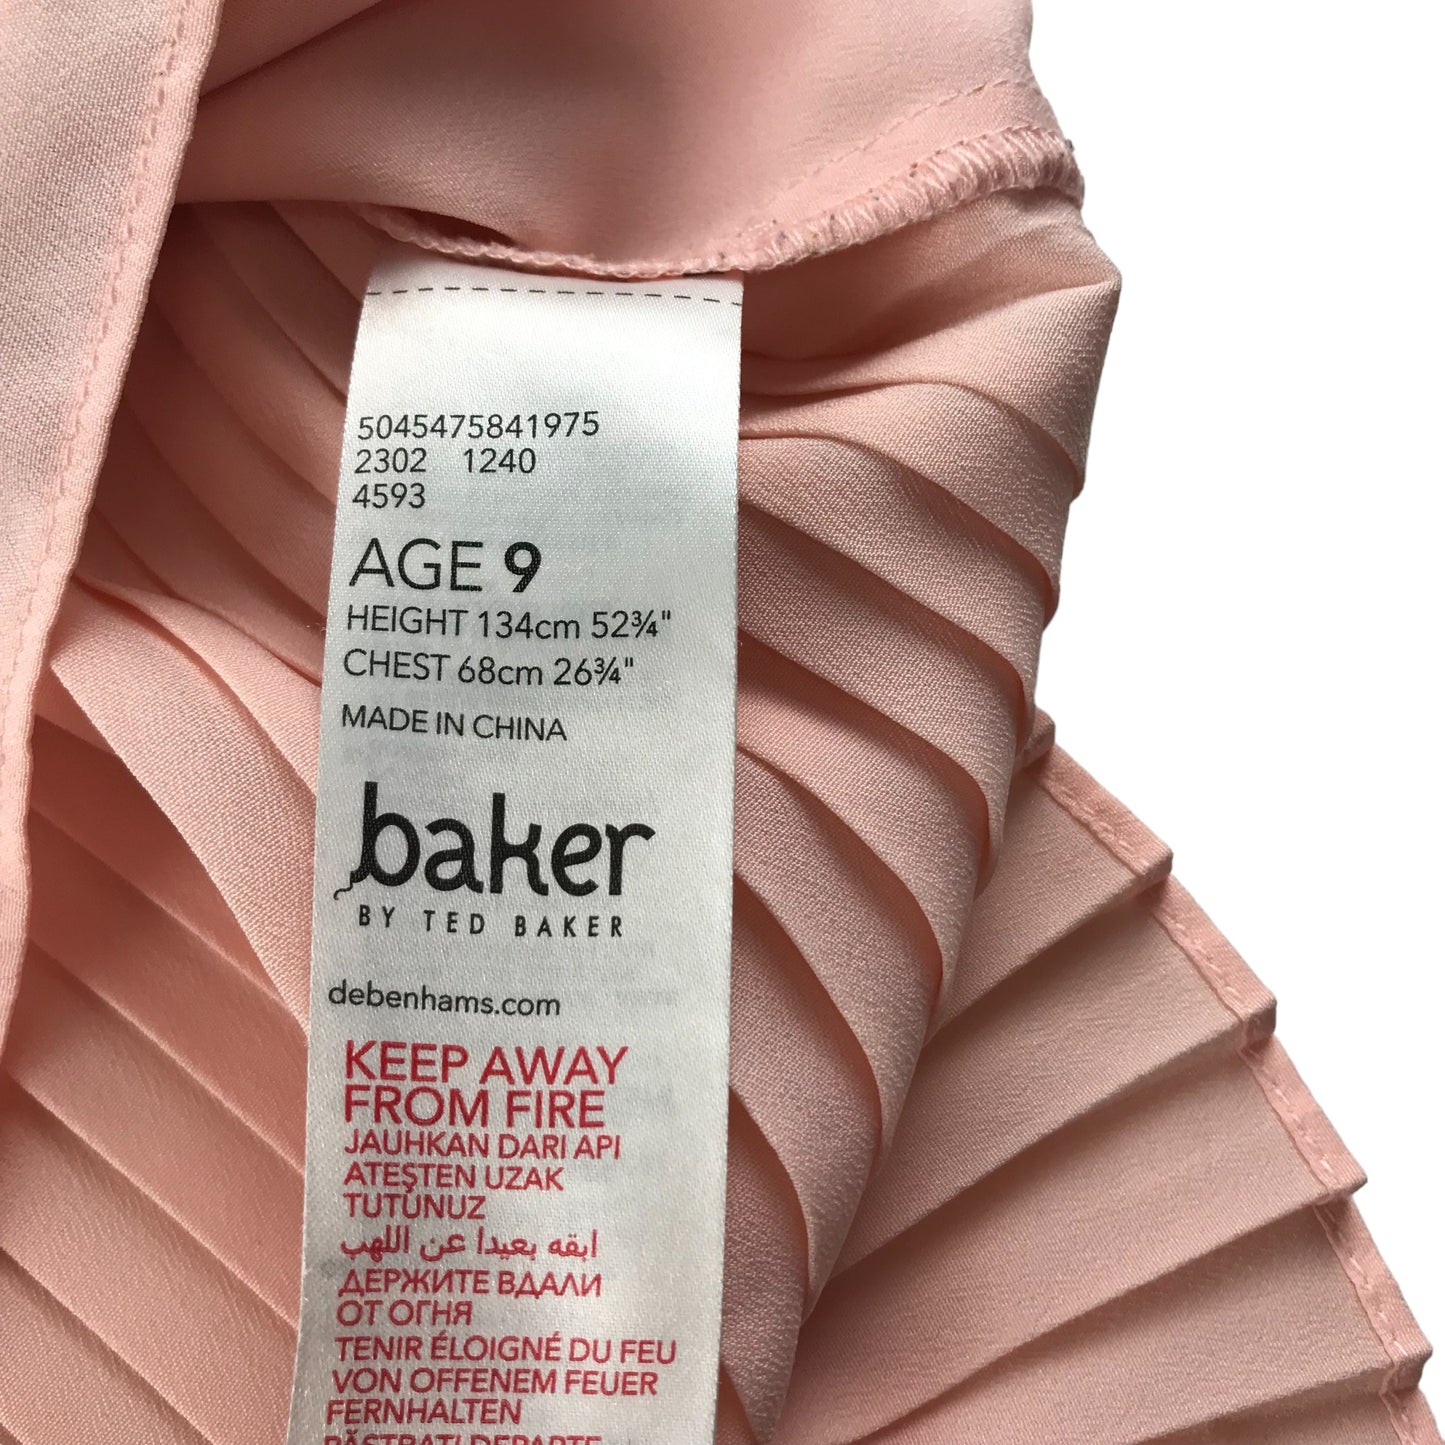 5045475841975
2302 1240
4593
AGE 9
HEIGHT 134cm 52¾"
CHEST 68cm 26¾"
MADE IN CHINA
baker
BY TED BAKER
debenhams.com
KEEP AWAY
FROM FIRE
JAUHKAN DARI API
ATEŞTEN UZAK
TUTUNUZ
ابقه بعيدا عن اللهب
ДЕРЖИТЕ ВДАЛИ
ОТ ОГНЯ
TENIR ÉLOIGNÉ DU FEU
VON OFFENEM FEUER
FERNHALTEN
PĂSTRAȚI DEPARTE